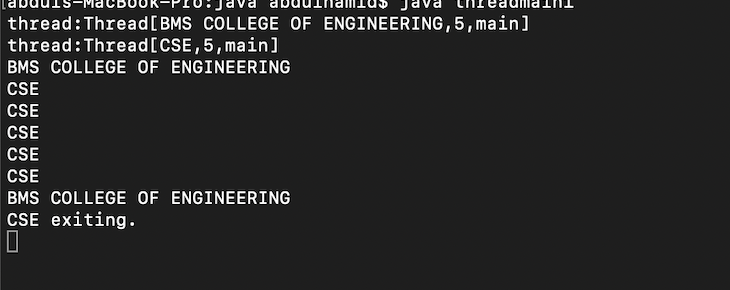 abduls-MacBook-Pro:java abdulhamid$ java threadmain1
thread:Thread[BMS COLLEGE OF ENGINEERING,5,main]
thread:Thread[CSE,5,main]
BMS COLLEGE OF ENGINEERING
CSE
CSE
CSE
CSE
CSE
BMS COLLEGE OF ENGINEERING
CSE exiting.